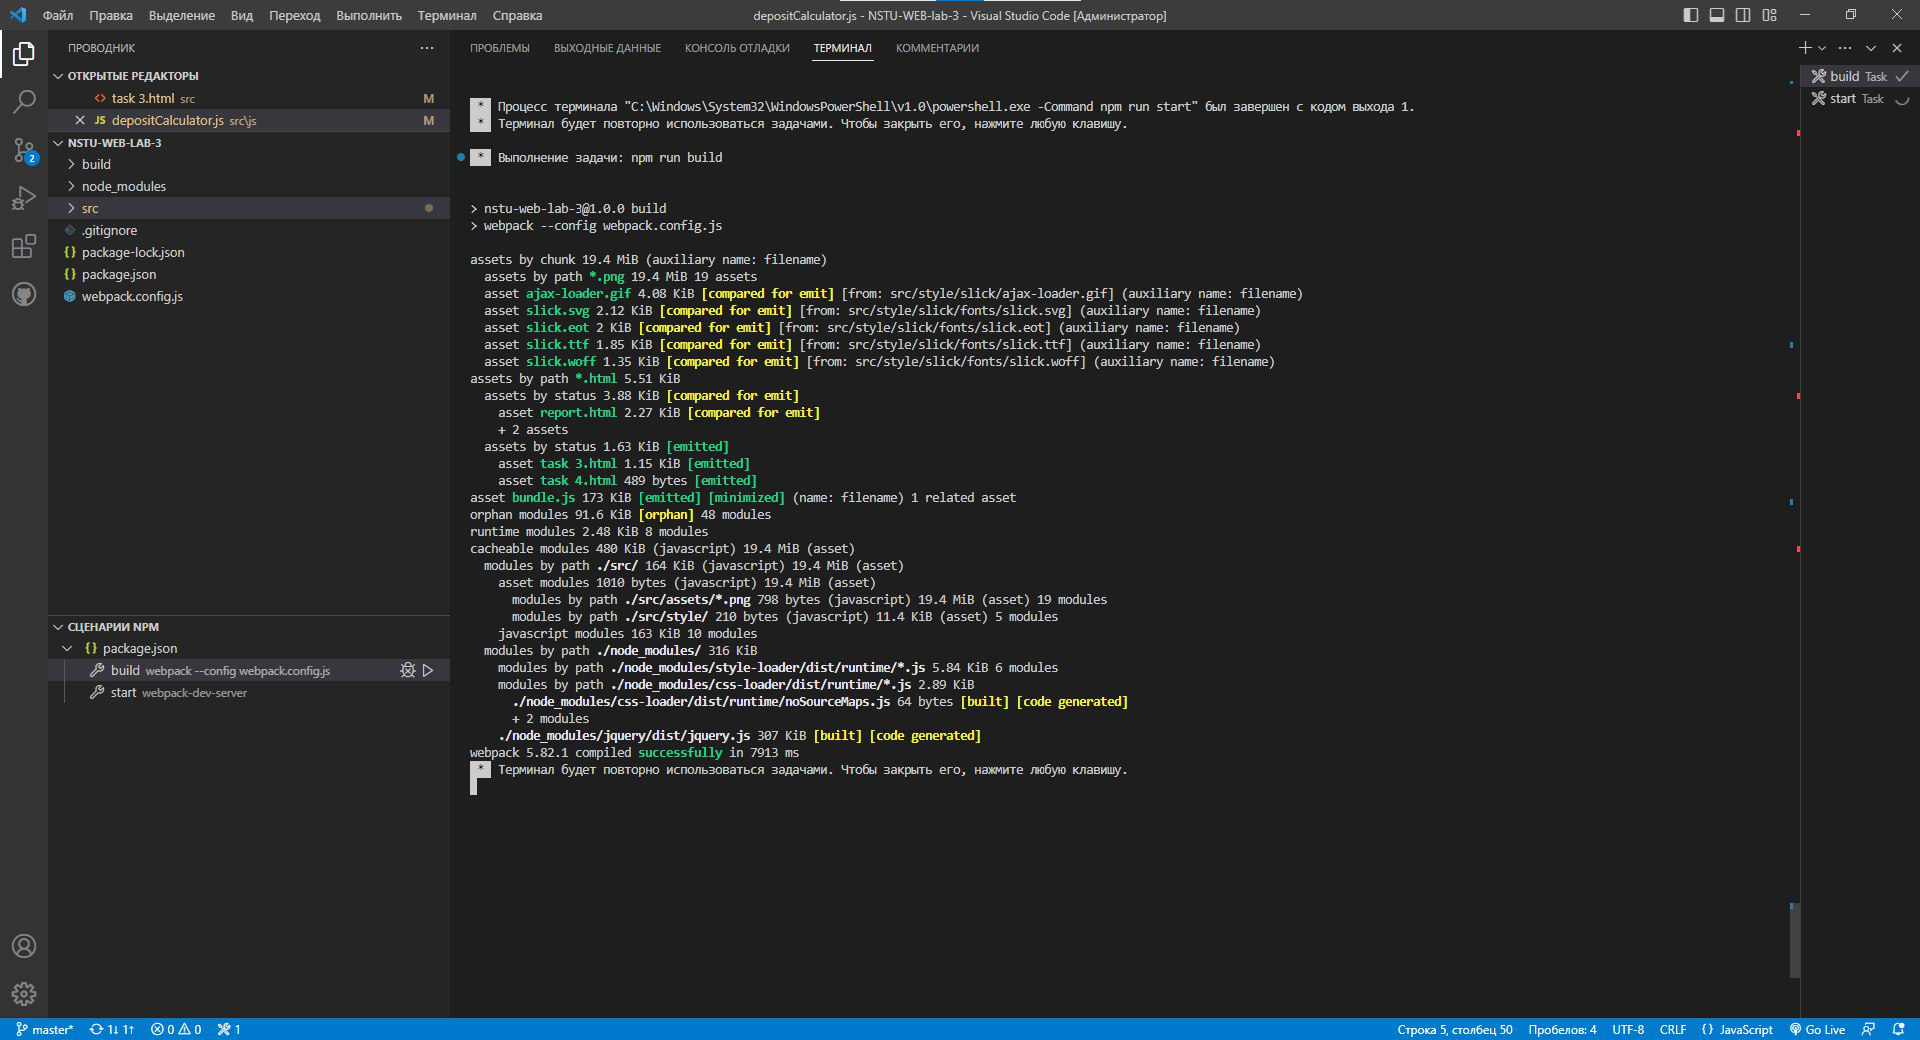 Файл Правка Выделение Вид Переход Выполнить Терминал Справка
depositCalculator.js - NSTU-WEB-lab-3 - Visual Studio Code [Администратор]
ПРОВОДНИК
ОТКРЫТЫЕ РЕДАКТОРЫ
task 3.html src M
JS depositCalculator.js src\js M
NSTU-WEB-LAB-3
build
node_modules
src
.gitignore
package-lock.json
package.json
webpack.config.js
2
СЦЕНАРИИ NPM
package.json
build webpack --config webpack.config.js
start webpack-dev-server
ПРОБЛЕМЫ ВЫХОДНЫЕ ДАННЫЕ КОНСОЛЬ ОТЛАДКИ ТЕРМИНАЛ КОММЕНТАРИИ
* Процесс терминала "C:\Windows\System32\WindowsPowerShell\v1.0\powershell.exe -Command npm run start" был завершен с кодом выхода 1.
* Терминал будет повторно использоваться задачами. Чтобы закрыть его, нажмите любую клавишу.
* Выполнение задачи: npm run build
> nstu-web-lab-3@1.0.0 build
> webpack --config webpack.config.js
assets by chunk 19.4 MiB (auxiliary name: filename)
assets by path *.png 19.4 MiB 19 assets
asset ajax-loader.gif 4.08 KiB [compared for emit] [from: src/style/slick/ajax-loader.gif] (auxiliary name: filename)
asset slick.svg 2.12 KiB [compared for emit] [from: src/style/slick/fonts/slick.svg] (auxiliary name: filename)
asset slick.eot 2 KiB [compared for emit] [from: src/style/slick/fonts/slick.eot] (auxiliary name: filename)
asset slick.ttf 1.85 KiB [compared for emit] [from: src/style/slick/fonts/slick.ttf] (auxiliary name: filename)
asset slick.woff 1.35 KiB [compared for emit] [from: src/style/slick/fonts/slick.woff] (auxiliary name: filename)
assets by path *.html 5.51 KiB
assets by status 3.88 KiB [compared for emit]
asset report.html 2.27 KiB [compared for emit]
+ 2 assets
assets by status 1.63 KiB [emitted]
asset task 3.html 1.15 KiB [emitted]
asset task 4.html 489 bytes [emitted]
asset bundle.js 173 KiB [emitted] [minimized] (name: filename) 1 related asset
orphan modules 91.6 KiB [orphan] 48 modules
runtime modules 2.48 KiB 8 modules
cacheable modules 480 KiB (javascript) 19.4 MiB (asset)
modules by path ./src/ 164 KiB (javascript) 19.4 MiB (asset)
asset modules 1010 bytes (javascript) 19.4 MiB (asset)
modules by path ./src/assets/*.png 798 bytes (javascript) 19.4 MiB (asset) 19 modules
modules by path ./src/style/ 210 bytes (javascript) 11.4 KiB (asset) 5 modules
javascript modules 163 KiB 10 modules
modules by path ./node_modules/ 316 KiB
modules by path ./node_modules/style-loader/dist/runtime/*.js 5.84 KiB 6 modules
modules by path ./node_modules/css-loader/dist/runtime/*.js 2.89 KiB
./node_modules/css-loader/dist/runtime/noSourceMaps.js 64 bytes [built] [code generated]
+ 2 modules
./node_modules/jquery/dist/jquery.js 307 KiB [built] [code generated]
webpack 5.82.1 compiled successfully in 7913 ms
* Терминал будет повторно использоваться задачами. Чтобы закрыть его, нажмите любую клавишу.
build Task
start Task
master* 1↓ 1↑ 0 0 1
Строка 5, столбец 50 Пробелов: 4 UTF-8 CRLF JavaScript Go Live